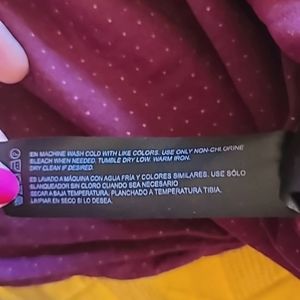 EN MACHINE WASH COLD WITH LIKE COLORS. USE ONLY NON-CHLORINE
BLEACH WHEN NEEDED. TUMBLE DRY LOW. WARM IRON.
DRY CLEAN IF DESIRED.
ES LAVADO A MÁQUINA CON AGUA FRIA Y COLORES SIMILARES. USE SÓLO
BLANQUEADOR SIN CLORO CUANDO SEA NECESARIO
SECAR A BAJA TEMPERATURA, PLANCHADO A TEMPERATURA TIBIA,
LIMPIAR EN SECO SI LO DESEA.